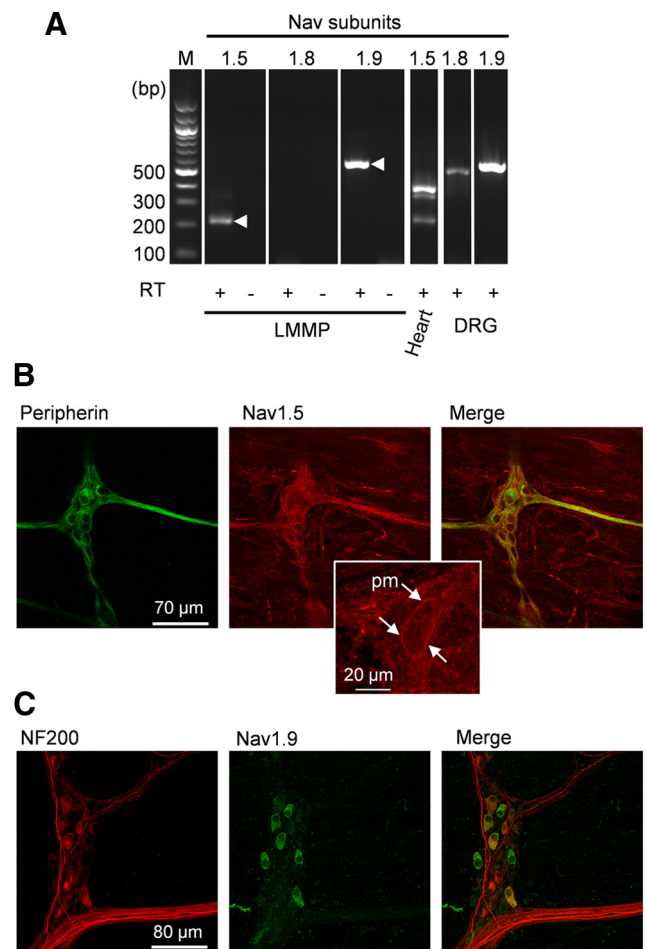 A
Nav subunits
M 1.5 1.8 1.9 1.5 1.8 1.9
(bp)
500
300
200
100
RT + - + - + - + + +
LMMP Heart DRG
B
Peripherin Nav1.5 Merge
70 µm
pm
20 µm
C
NF200 Nav1.9 Merge
80 µm